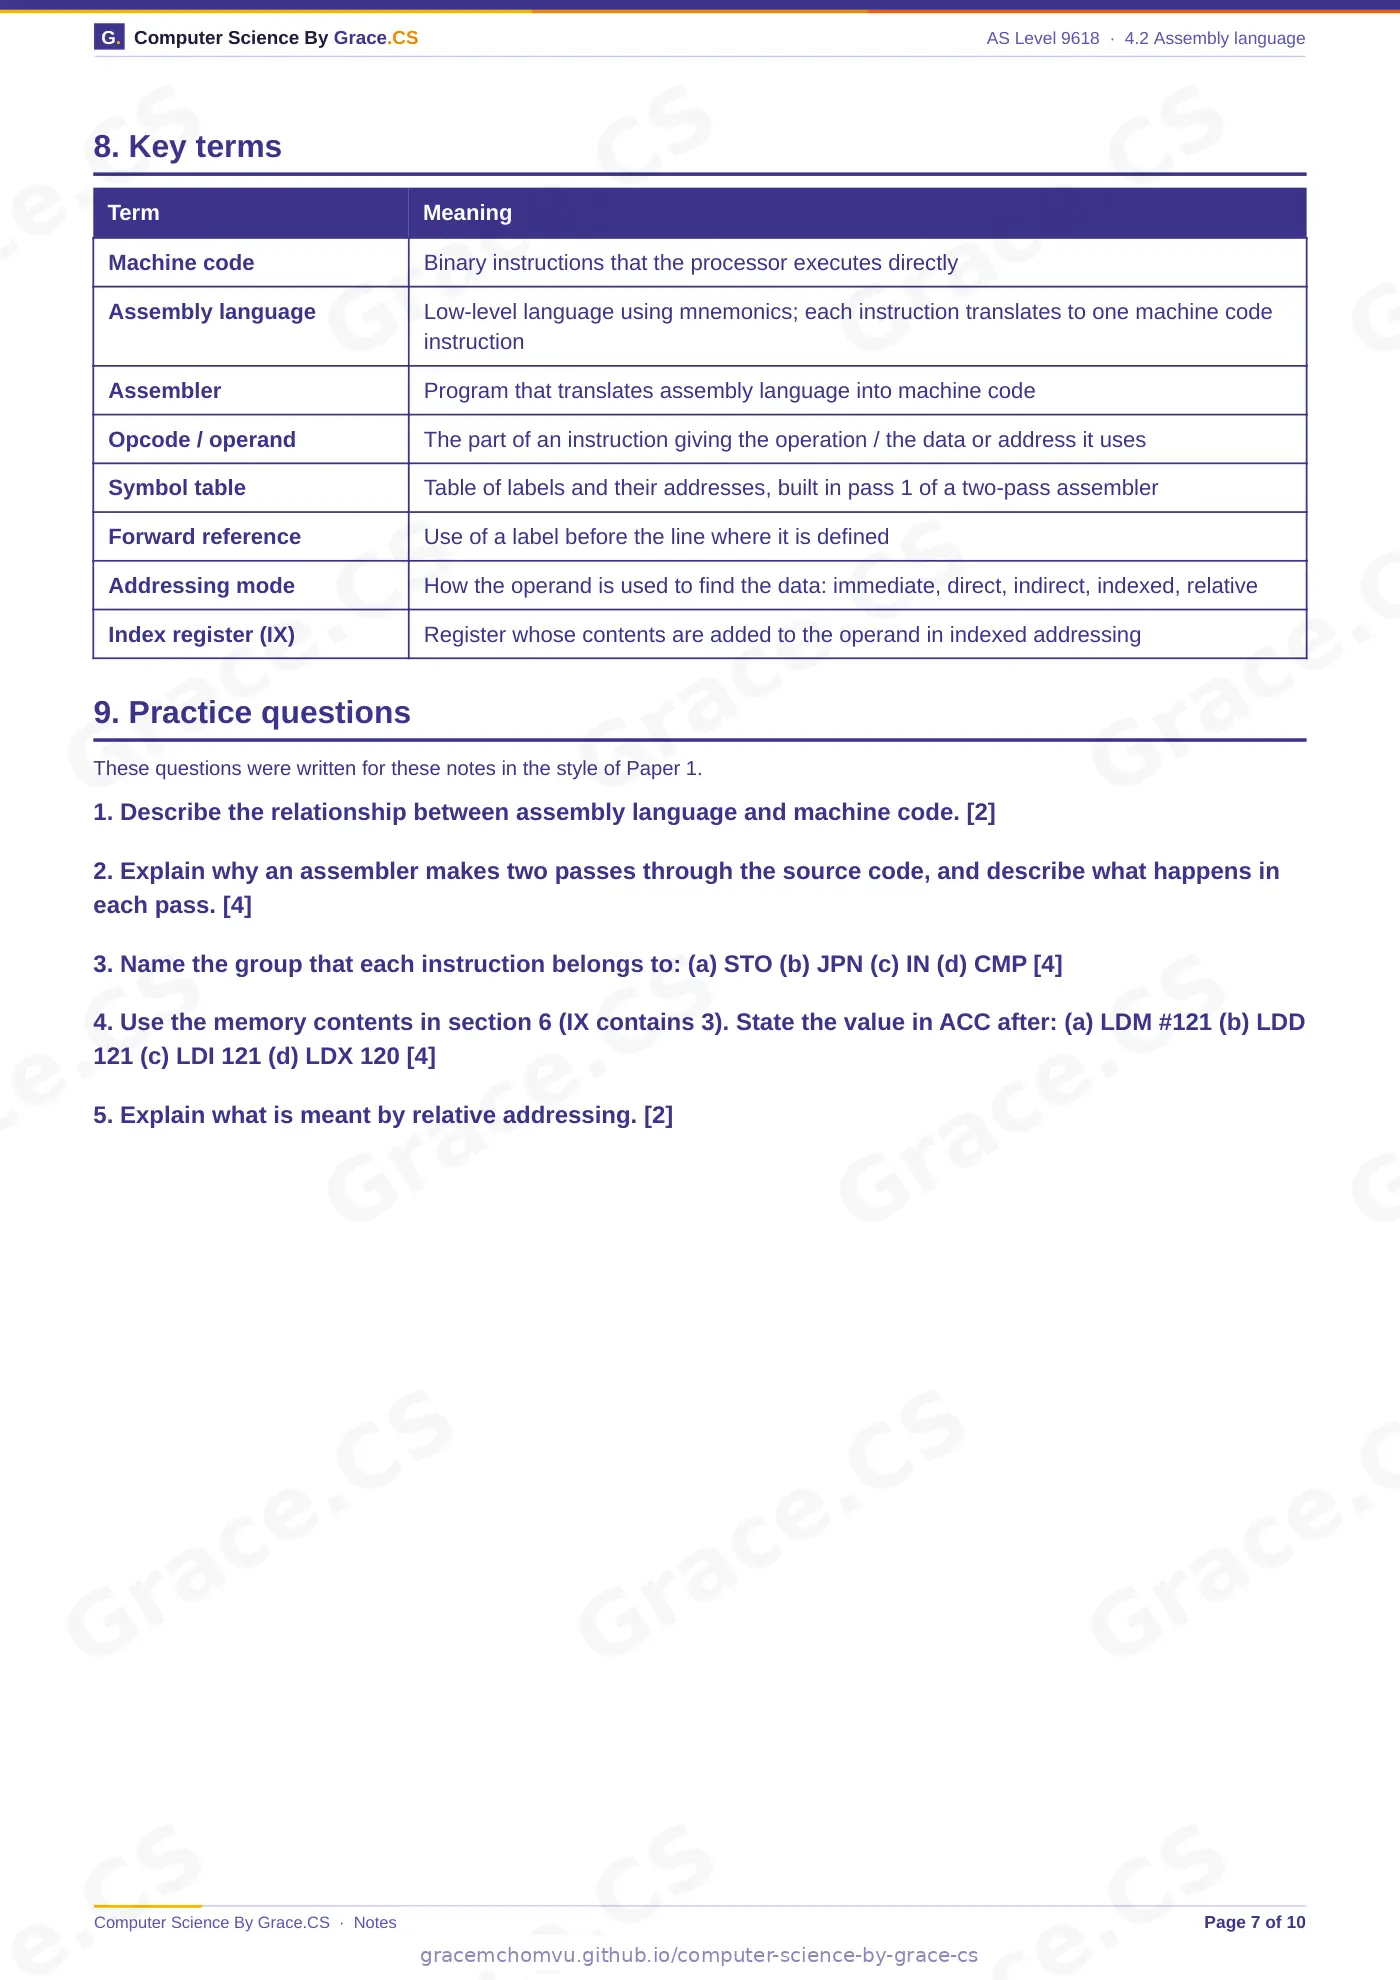 G. Computer Science By Grace.CS
AS Level 9618 · 4.2 Assembly language
8. Key terms
Term Meaning
Machine code Binary instructions that the processor executes directly
Assembly language Low-level language using mnemonics; each instruction translates to one machine code
instruction
Assembler Program that translates assembly language into machine code
Opcode / operand The part of an instruction giving the operation / the data or address it uses
Symbol table Table of labels and their addresses, built in pass 1 of a two-pass assembler
Forward reference Use of a label before the line where it is defined
Addressing mode How the operand is used to find the data: immediate, direct, indirect, indexed, relative
Index register (IX) Register whose contents are added to the operand in indexed addressing
9. Practice questions
These questions were written for these notes in the style of Paper 1.
1. Describe the relationship between assembly language and machine code. [2]
2. Explain why an assembler makes two passes through the source code, and describe what happens in
each pass. [4]
3. Name the group that each instruction belongs to: (a) STO (b) JPN (c) IN (d) CMP [4]
4. Use the memory contents in section 6 (IX contains 3). State the value in ACC after: (a) LDM #121 (b) LDD
121 (c) LDI 121 (d) LDX 120 [4]
5. Explain what is meant by relative addressing. [2]
Computer Science By Grace.CS · Notes
Page 7 of 10
gracemchomvu.github.io/computer-science-by-grace-cs